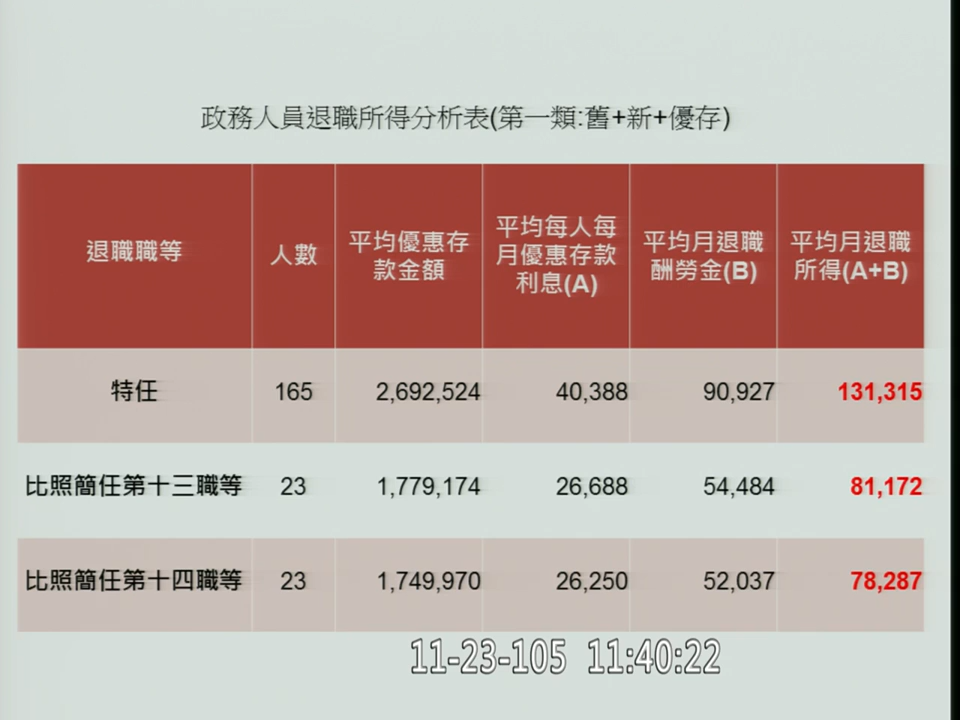 政務人員退職所得分析表(第一類:舊+新+優存)
退職職等 人數 平均優惠存款金額 平均每人每月優惠存款利息(A) 平均月退職酬勞金(B) 平均月退職所得(A+B)
特任 165 2,692,524 40,388 90,927 131,315
比照簡任第十三職等 23 1,779,174 26,688 54,484 81,172
比照簡任第十四職等 23 1,749,970 26,250 52,037 78,287
11-23-105 11:40:22